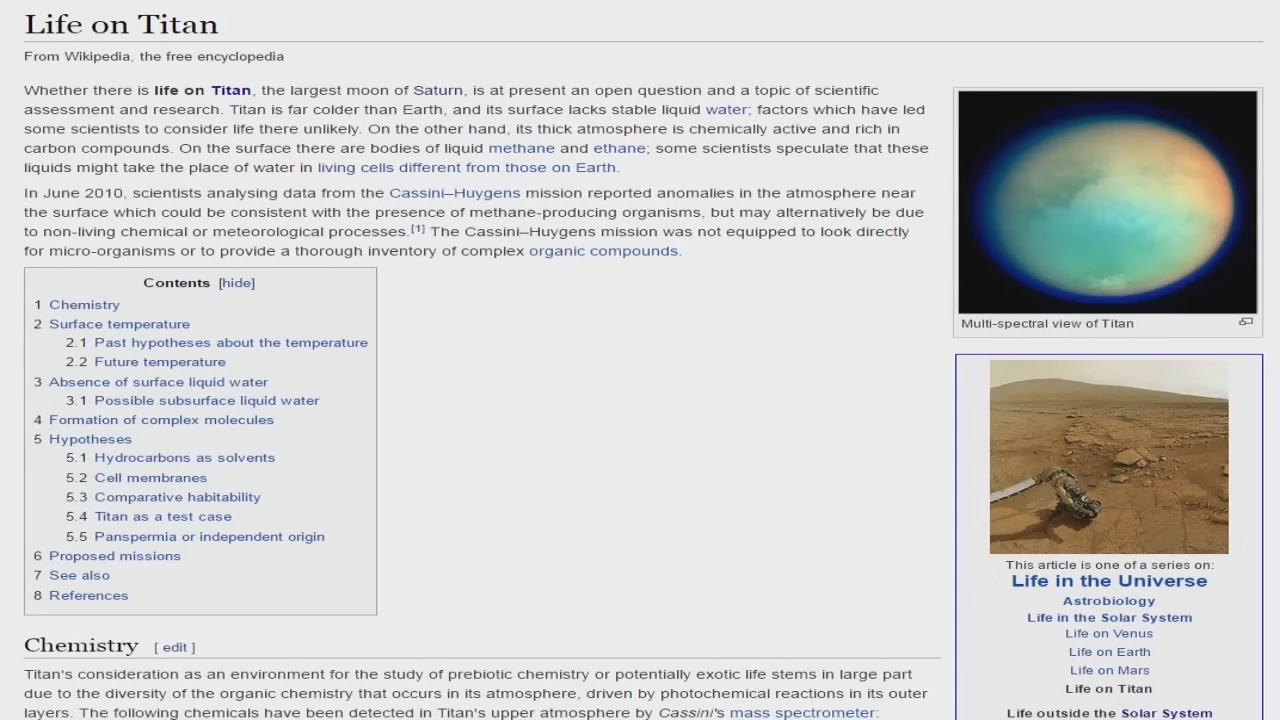 Life on Titan
From Wikipedia, the free encyclopedia
Whether there is life on Titan, the largest moon of Saturn, is at present an open question and a topic of scientific
assessment and research. Titan is far colder than Earth, and its surface lacks stable liquid water; factors which have led
some scientists to consider life there unlikely. On the other hand, its thick atmosphere is chemically active and rich in
carbon compounds. On the surface there are bodies of liquid methane and ethane; some scientists speculate that these
liquids might take the place of water in living cells different from those on Earth.
In June 2010, scientists analysing data from the Cassini–Huygens mission reported anomalies in the atmosphere near
the surface which could be consistent with the presence of methane-producing organisms, but may alternatively be due
to non-living chemical or meteorological processes.[1] The Cassini–Huygens mission was not equipped to look directly
for micro-organisms or to provide a thorough inventory of complex organic compounds.
Contents [hide]
1 Chemistry
2 Surface temperature
2.1 Past hypotheses about the temperature
2.2 Future temperature
3 Absence of surface liquid water
3.1 Possible subsurface liquid water
4 Formation of complex molecules
5 Hypotheses
5.1 Hydrocarbons as solvents
5.2 Cell membranes
5.3 Comparative habitability
5.4 Titan as a test case
5.5 Panspermia or independent origin
6 Proposed missions
7 See also
8 References
Chemistry [ edit ]
Titan's consideration as an environment for the study of prebiotic chemistry or potentially exotic life stems in large part
due to the diversity of the organic chemistry that occurs in its atmosphere, driven by photochemical reactions in its outer
layers. The following chemicals have been detected in Titan's upper atmosphere by Cassini's mass spectrometer:
Multi-spectral view of Titan
This article is one of a series on:
Life in the Universe
Astrobiology
Life in the Solar System
Life on Venus
Life on Earth
Life on Mars
Life on Titan
Life outside the Solar System